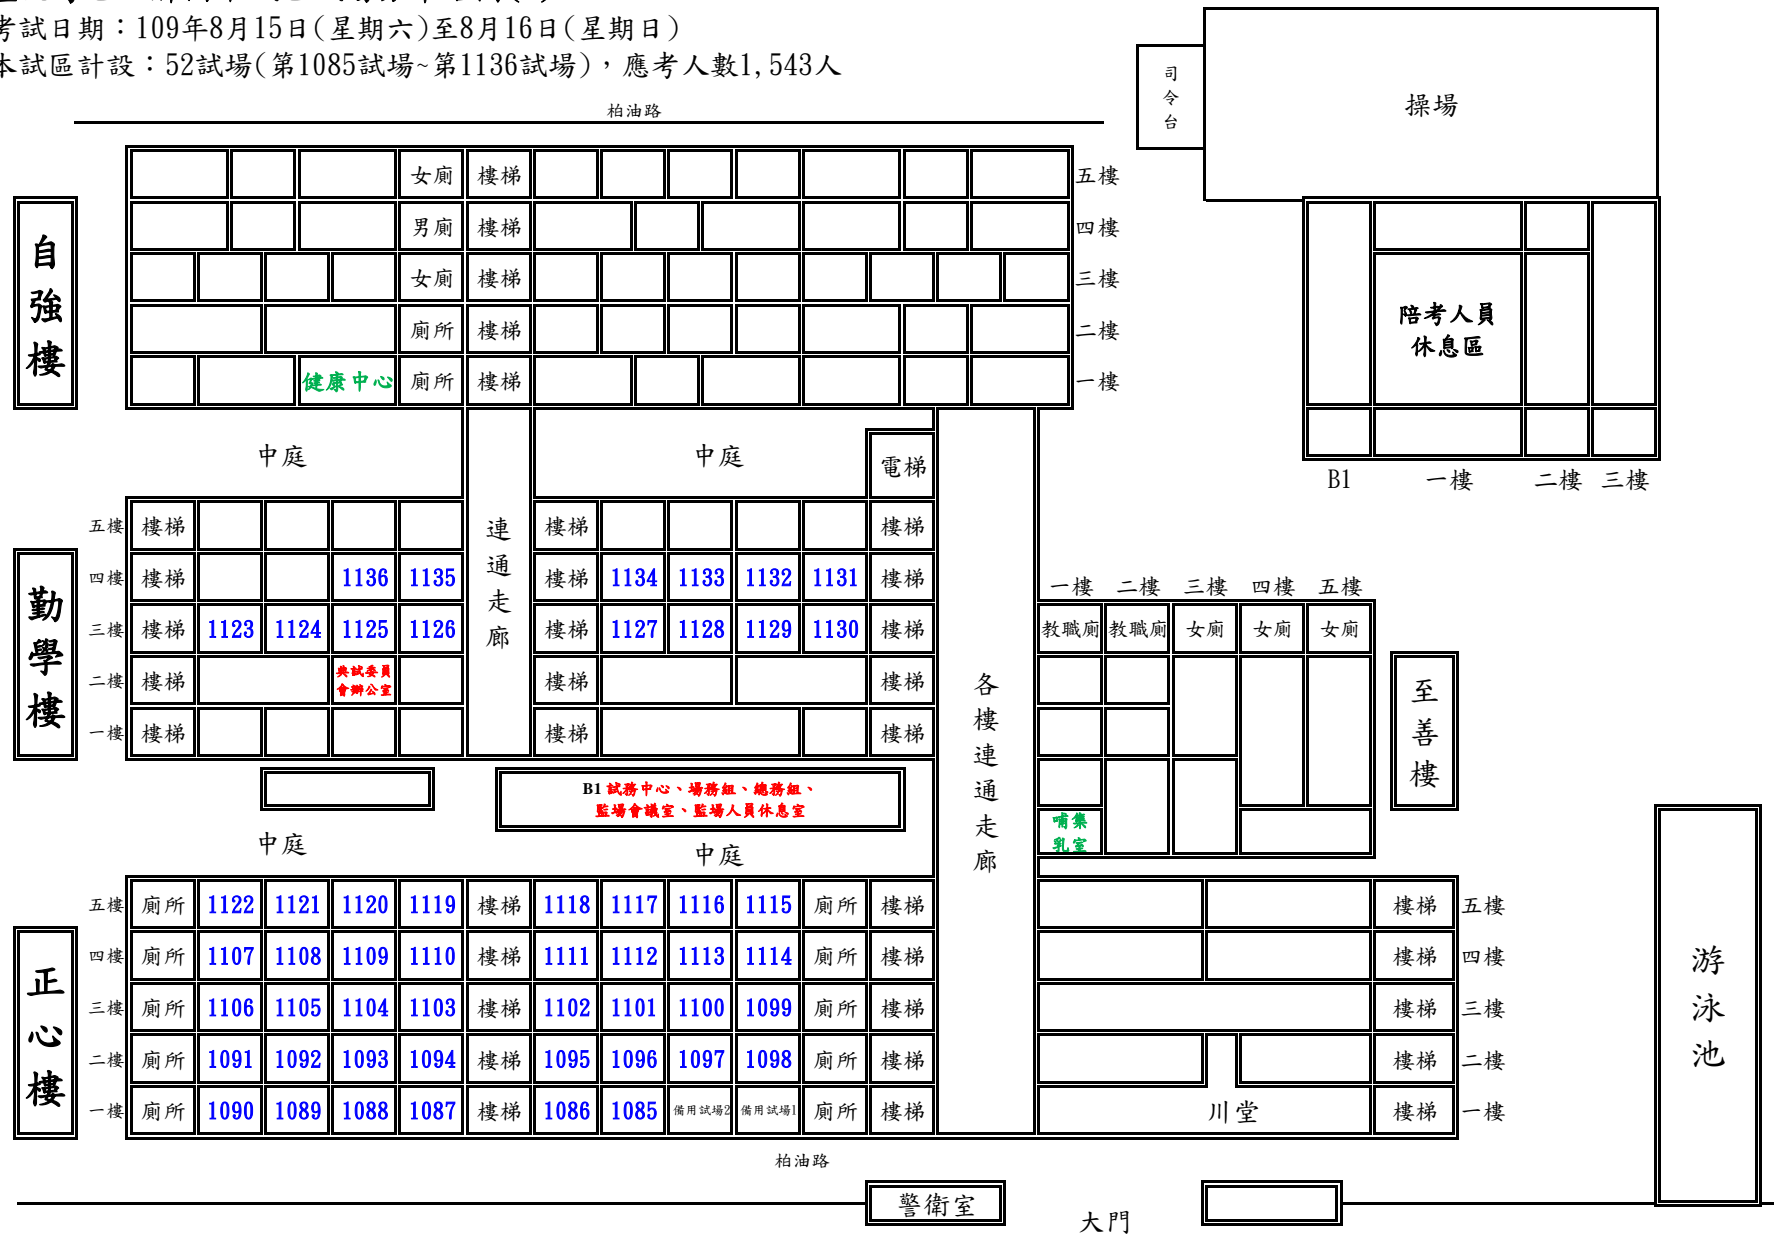 考試日期：109年8月15日(星期六)至8月16日(星期日)
本試區計設：52試場(第1085試場~第1136試場)，應考人數1,543人
司令台
操場
柏油路
自強樓
女廁 樓梯 五樓
男廁 樓梯 四樓
女廁 樓梯 三樓
廁所 樓梯 二樓
健康中心 廁所 樓梯 一樓
陪考人員
休息區
B1 一樓 二樓 三樓
中庭 中庭 電梯
連通走廊
勤學樓
五樓 樓梯 樓梯 樓梯
四樓 樓梯 1136 1135 樓梯 1134 1133 1132 1131 樓梯
三樓 樓梯 1123 1124 1125 1126 樓梯 1127 1128 1129 1130 樓梯
二樓 樓梯 典試委員 樓梯 樓梯
會辦公室
一樓 樓梯 樓梯 樓梯
各樓連通走廊
一樓 二樓 三樓 四樓 五樓
教職廁 教職廁 女廁 女廁 女廁
至善樓
哺集
乳室
B1 試務中心、場務組、總務組、
監場會議室、監場人員休息室
中庭 中庭
正心樓
五樓 廁所 1122 1121 1120 1119 樓梯 1118 1117 1116 1115 廁所 樓梯 樓梯 五樓
四樓 廁所 1107 1108 1109 1110 樓梯 1111 1112 1113 1114 廁所 樓梯 樓梯 四樓
三樓 廁所 1106 1105 1104 1103 樓梯 1102 1101 1100 1099 廁所 樓梯 樓梯 三樓
二樓 廁所 1091 1092 1093 1094 樓梯 1095 1096 1097 1098 廁所 樓梯 樓梯 二樓
一樓 廁所 1090 1089 1088 1087 樓梯 1086 1085 備用試場2 備用試場1 廁所 樓梯 川堂 樓梯 一樓
游泳池
柏油路
警衛室
大門